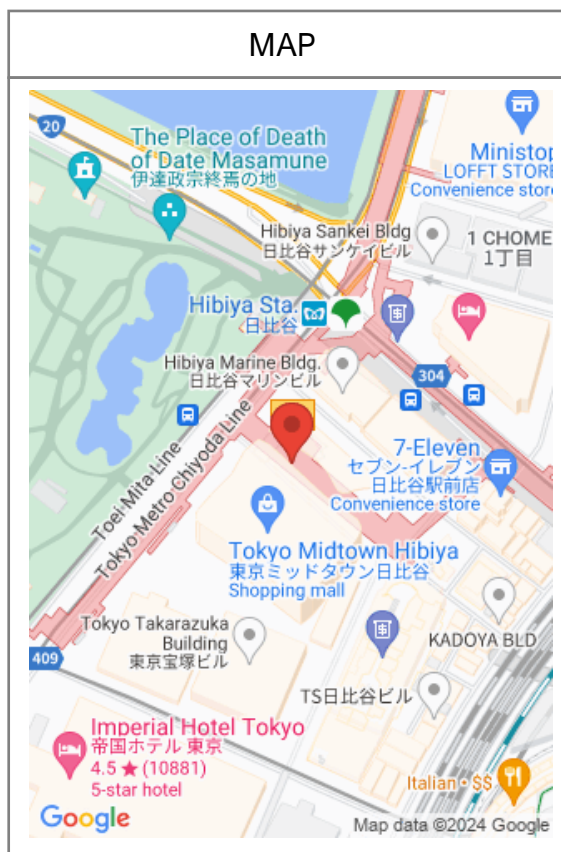 MAP
20
The Place of Death
of Date Masamune
伊達政宗終焉の地
Ministop
LOFFT STORE
Convenience store
Hibiya Sankei Bldg
日比谷サンケイビル
1 CHOME
1丁目
Hibiya Sta.
日比谷
Hibiya Marine Bldg.
日比谷マリンビル
304
Toei Mita Line
Tokyo Metro Chiyoda Line
7-Eleven
セブン-イレブン
日比谷駅前店
Convenience store
Tokyo Midtown Hibiya
東京ミッドタウン日比谷
Shopping mall
Tokyo Takarazuka
Building
東京宝塚ビル
KADOYA BLD
409
TS日比谷ビル
Imperial Hotel Tokyo
帝国ホテル 東京
4.5 ★ (10881)
5-star hotel
Italian • $$
Google
Map data ©2024 Google